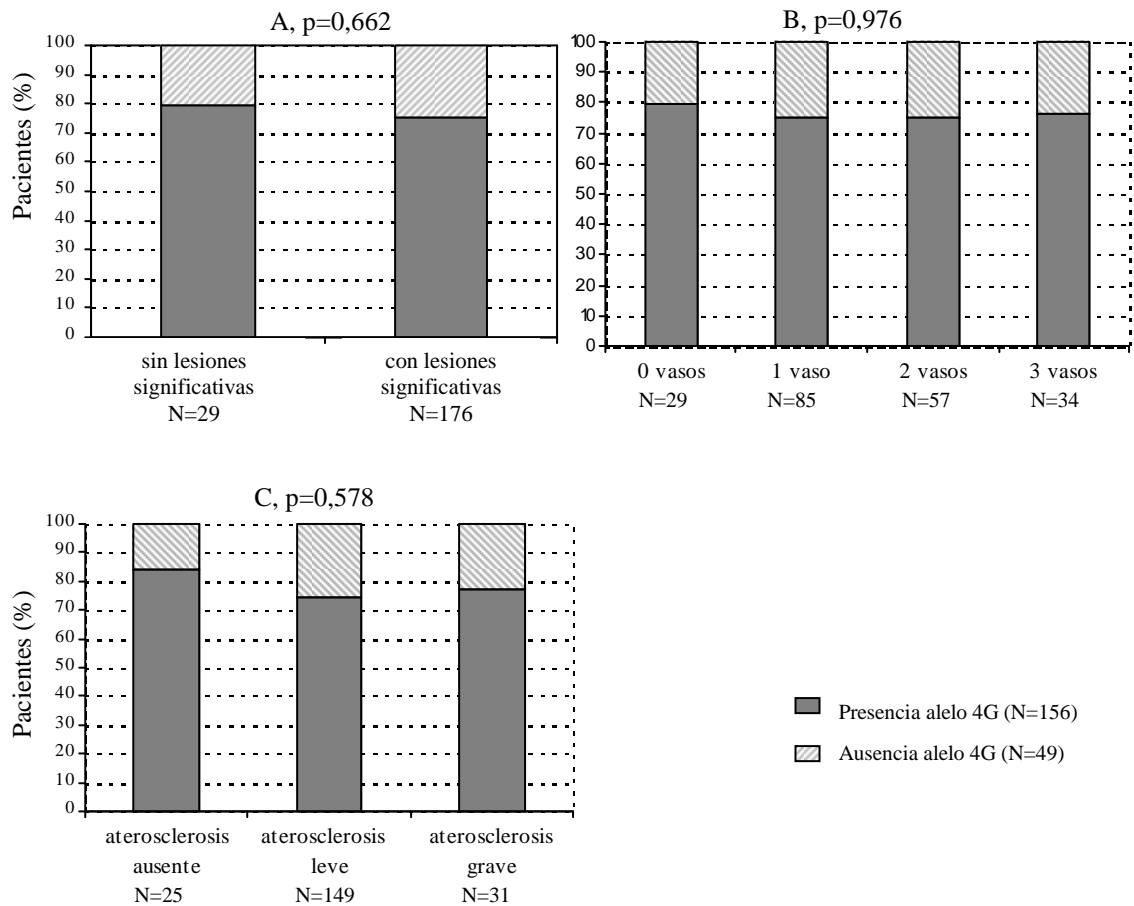 A, p=0,662
Pacientes (%)
100
90
80
70
60
50
40
30
20
10
0
sin lesiones
significativas
N=29
con lesiones
significativas
N=176
B, p=0,976
100
90
80
70
60
50
40
30
20
10
0
0 vasos
N=29
1 vaso
N=85
2 vasos
N=57
3 vasos
N=34
C, p=0,578
Pacientes (%)
100
90
80
70
60
50
40
30
20
10
0
aterosclerosis
ausente
N=25
aterosclerosis
leve
N=149
aterosclerosis
grave
N=31
Presencia alelo 4G (N=156)
Ausencia alelo 4G (N=49)